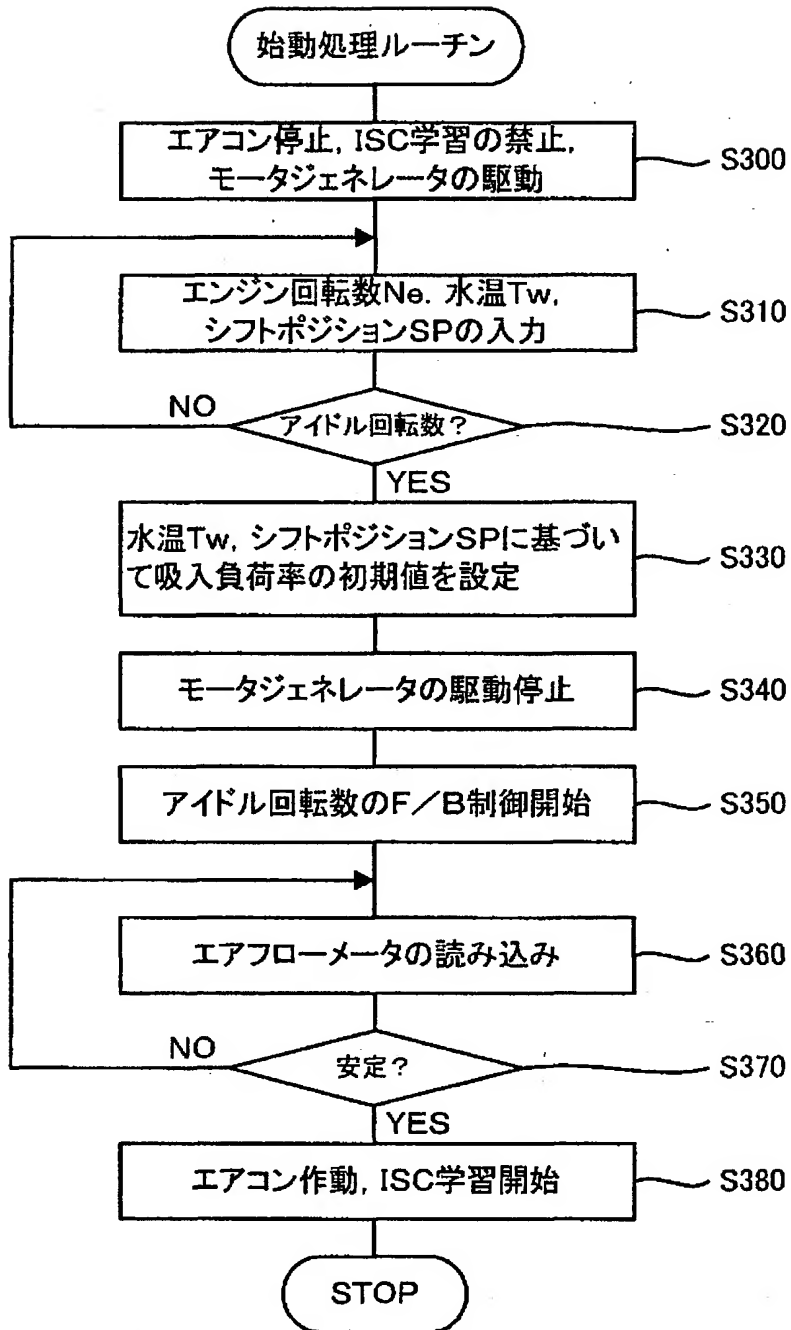 始動処理ルーチン
エアコン停止, ISC学習の禁止,
モータジェネレータの駆動
S300
エンジン回転数Ne. 水温Tw,
シフトポジションSPの入力
S310
NO
アイドル回転数?
S320
YES
水温Tw, シフトポジションSPに基づい
て吸入負荷率の初期値を設定
S330
モータジェネレータの駆動停止
S340
アイドル回転数のF/B制御開始
S350
エアフローメータの読み込み
S360
NO
安定?
S370
YES
エアコン作動, ISC学習開始
S380
STOP